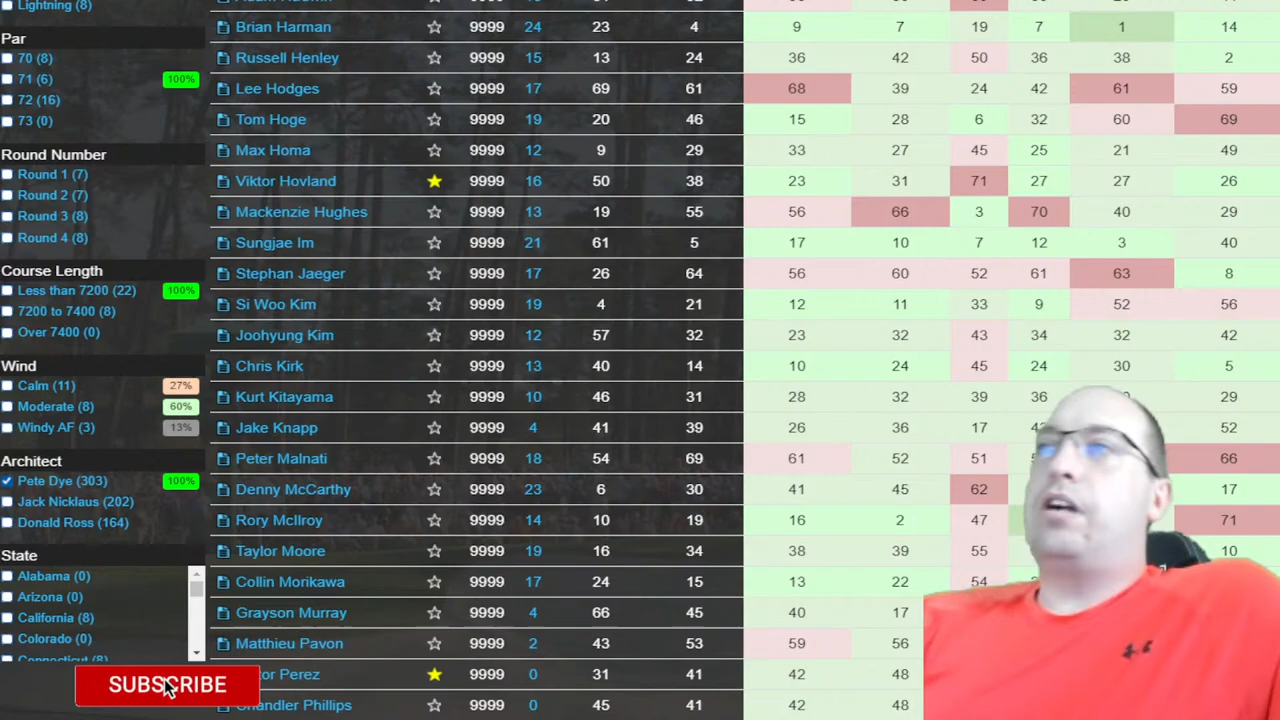 Lightning (8)
Par
70 (8)
71 (6) 100%
72 (16)
73 (0)
Round Number
Round 1 (7)
Round 2 (7)
Round 3 (8)
Round 4 (8)
Course Length
Less than 7200 (22) 100%
7200 to 7400 (8)
Over 7400 (0)
Wind
Calm (11) 27%
Moderate (8) 60%
Windy AF (3) 13%
Architect
Pete Dye (303) 100%
Jack Nicklaus (202)
Donald Ross (164)
State
Alabama (0)
Arizona (0)
California (8)
Colorado (0)
Connecticut (8)
SUBSCRIBE
Brian Harman 9999 24 23 4 9 7 19 7 1 14
Russell Henley 9999 15 13 24 36 42 50 36 38 2
Lee Hodges 9999 17 69 61 68 39 24 42 61 59
Tom Hoge 9999 19 20 46 15 28 6 32 60 69
Max Homa 9999 12 9 29 33 27 45 25 21 49
Viktor Hovland 9999 16 50 38 23 31 71 27 27 26
Mackenzie Hughes 9999 13 19 55 56 66 3 70 40 29
Sungjae Im 9999 21 61 5 17 10 7 12 3 40
Stephan Jaeger 9999 17 26 64 56 60 52 61 63 8
Si Woo Kim 9999 19 4 21 12 11 33 9 52 56
Joohyung Kim 9999 12 57 32 23 32 43 34 32 42
Chris Kirk 9999 13 40 14 10 24 45 24 30 5
Kurt Kitayama 9999 10 46 31 28 32 39 36 29
Jake Knapp 9999 4 41 39 26 36 17 52
Peter Malnati 9999 18 54 69 61 52 51 66
Denny McCarthy 9999 23 6 30 41 45 62 17
Rory McIlroy 9999 14 10 19 16 2 47 71
Taylor Moore 9999 19 16 34 38 39 55 10
Collin Morikawa 9999 17 24 15 13 22 54
Grayson Murray 9999 4 66 45 40 17
Matthieu Pavon 9999 2 43 53 59 56
Perez 9999 0 31 41 42 48
Chandler Phillips 9999 0 45 41 42 48